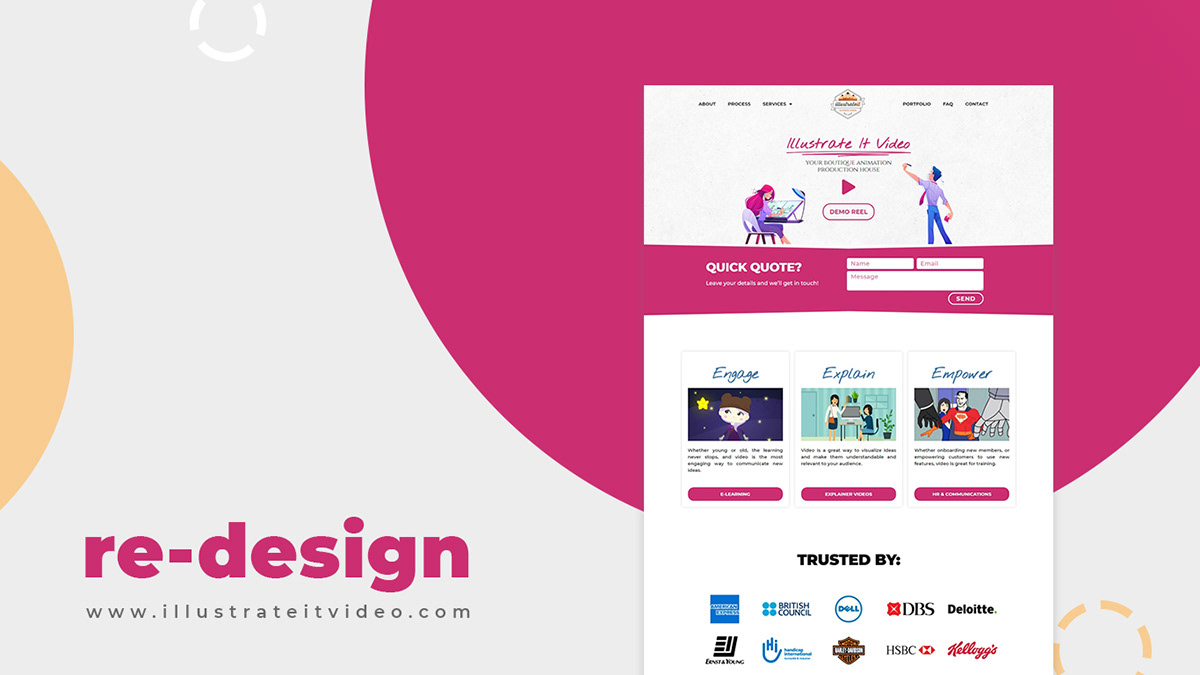 ABOUT PROCESS SERVICES PORTFOLIO FAQ CONTACT
illustrateit
Illustrate It Video
YOUR BOUTIQUE ANIMATION
PRODUCTION HOUSE
DEMO REEL
QUICK QUOTE?
Leave your details and we'll get in touch!
Name Email
Message
SEND
Engage
Whether young or old, the learning
never stops, and video is the most
engaging way to communicate new
ideas.
E-LEARNING
Explain
Video is a great way to visualize ideas
and make them understandable and
relevant to your audience.
EXPLAINER VIDEOS
Empower
Whether onboarding new members, or
empowering customers to use new
features, video is great for training.
HR & COMMUNICATIONS
re-design
www.illustrateitvideo.com
TRUSTED BY:
AMERICAN
EXPRESS
BRITISH
COUNCIL
DELL
DBS
Deloitte.
EY
ERNST & YOUNG
Hi
handicap
international
HARLEY-DAVIDSON
HSBC
Kellogg's